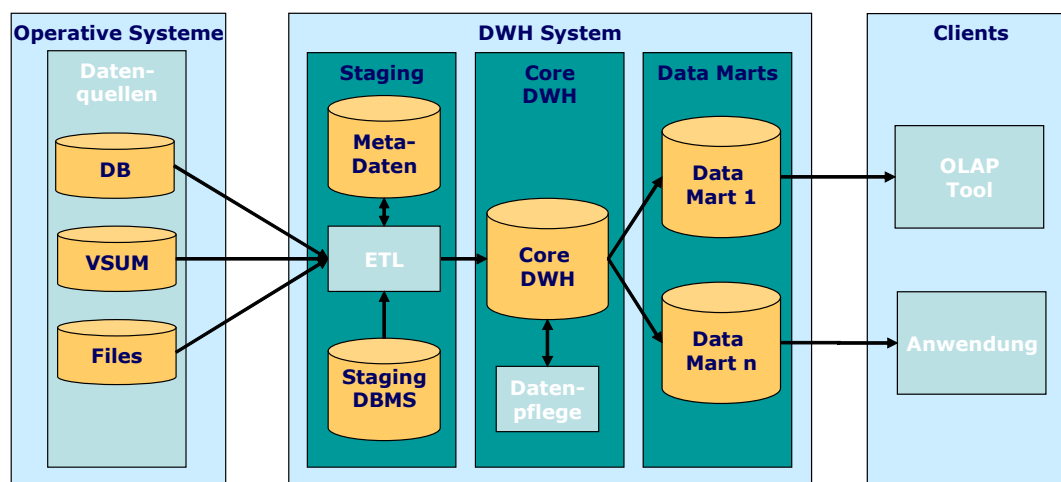 Operative Systeme
Daten-
quellen
DB
VSUM
Files
DWH System
Staging
Meta-
Daten
ETL
Staging
DBMS
Core
DWH
Core
DWH
Daten-
pflege
Data Marts
Data
Mart 1
Data
Mart n
Clients
OLAP
Tool
Anwendung